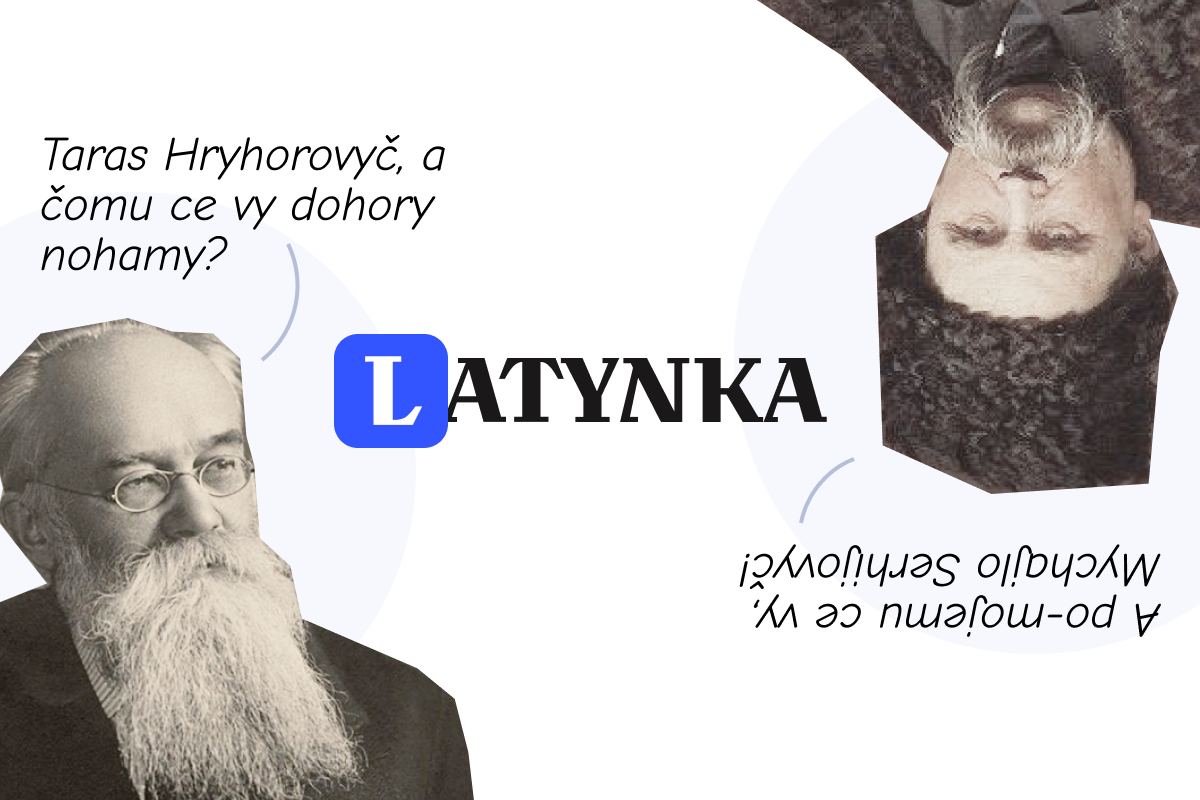 Taras Hryhorovyč, a
čomu ce vy dohory
nohamy?
LATYNKA
A po-mojemu ce vy,
Mychajlo Serhijovyč!